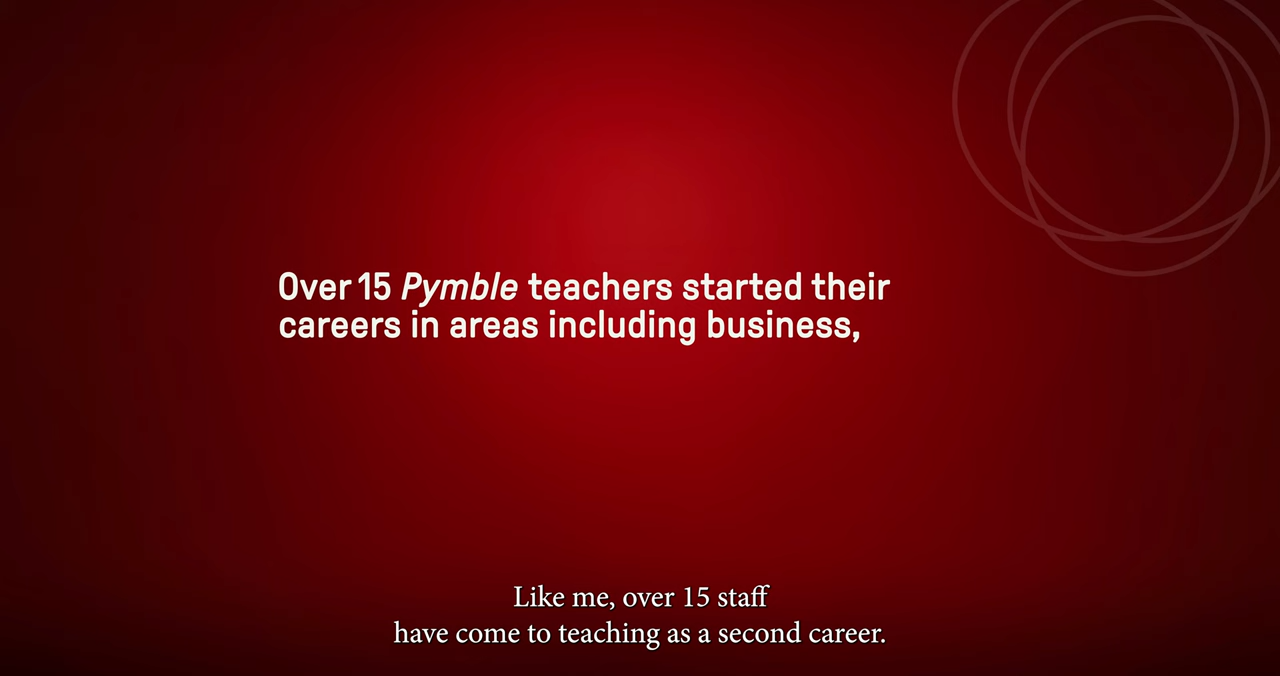 Over 15 Pymble teachers started their
careers in areas including business,
Like me, over 15 staff
have come to teaching as a second career.